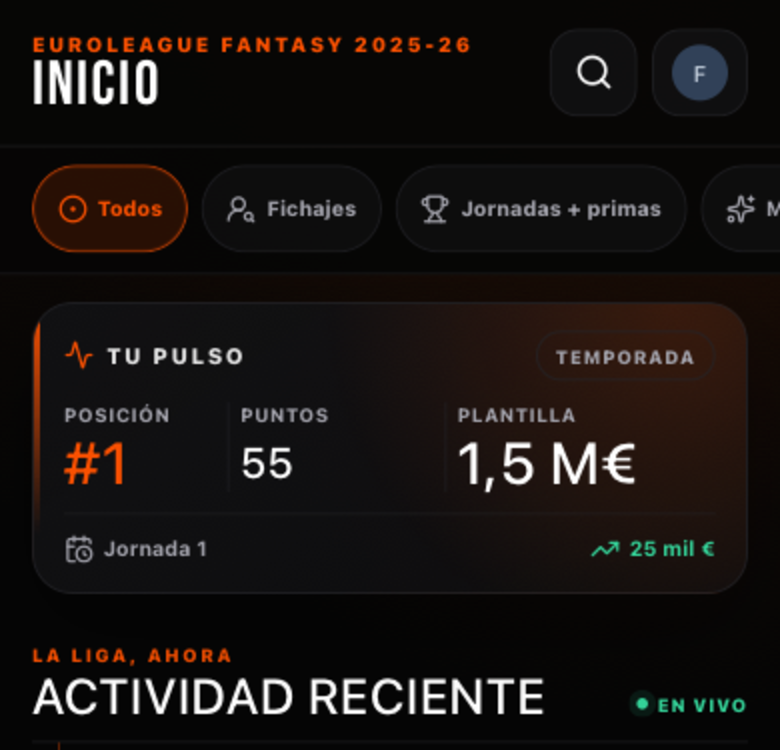 EUROLEAGUE FANTASY 2025-26
INICIO
F
Todos
Fichajes
Jornadas + primas
M
TU PULSO
TEMPORADA
POSICIÓN
PUNTOS
PLANTILLA
#1
55
1,5 M€
Jornada 1
25 mil €
LA LIGA, AHORA
ACTIVIDAD RECIENTE
EN VIVO